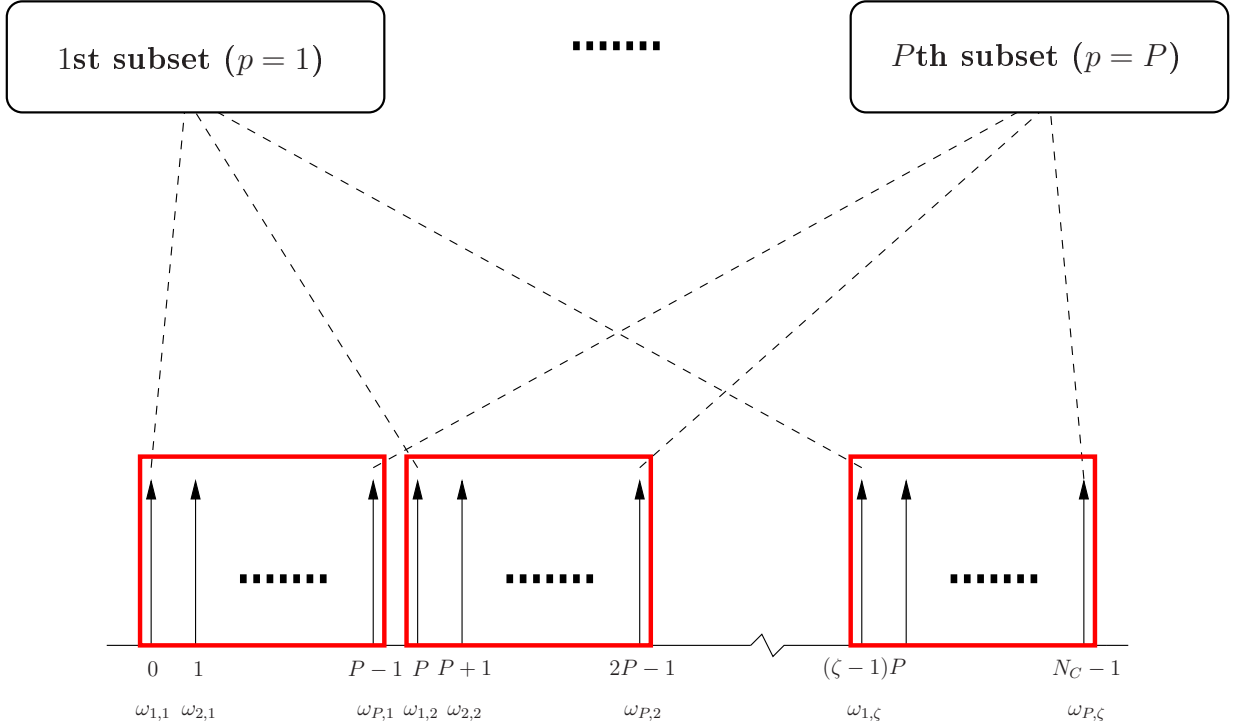 1st subset (p = 1)
Pth subset (p = P)
0 1 P − 1 P P + 1 2P − 1 (ζ − 1)P N_C − 1
ω_{1,1} ω_{2,1} ω_{P,1} ω_{1,2} ω_{2,2} ω_{P,2} ω_{1,ζ} ω_{P,ζ}